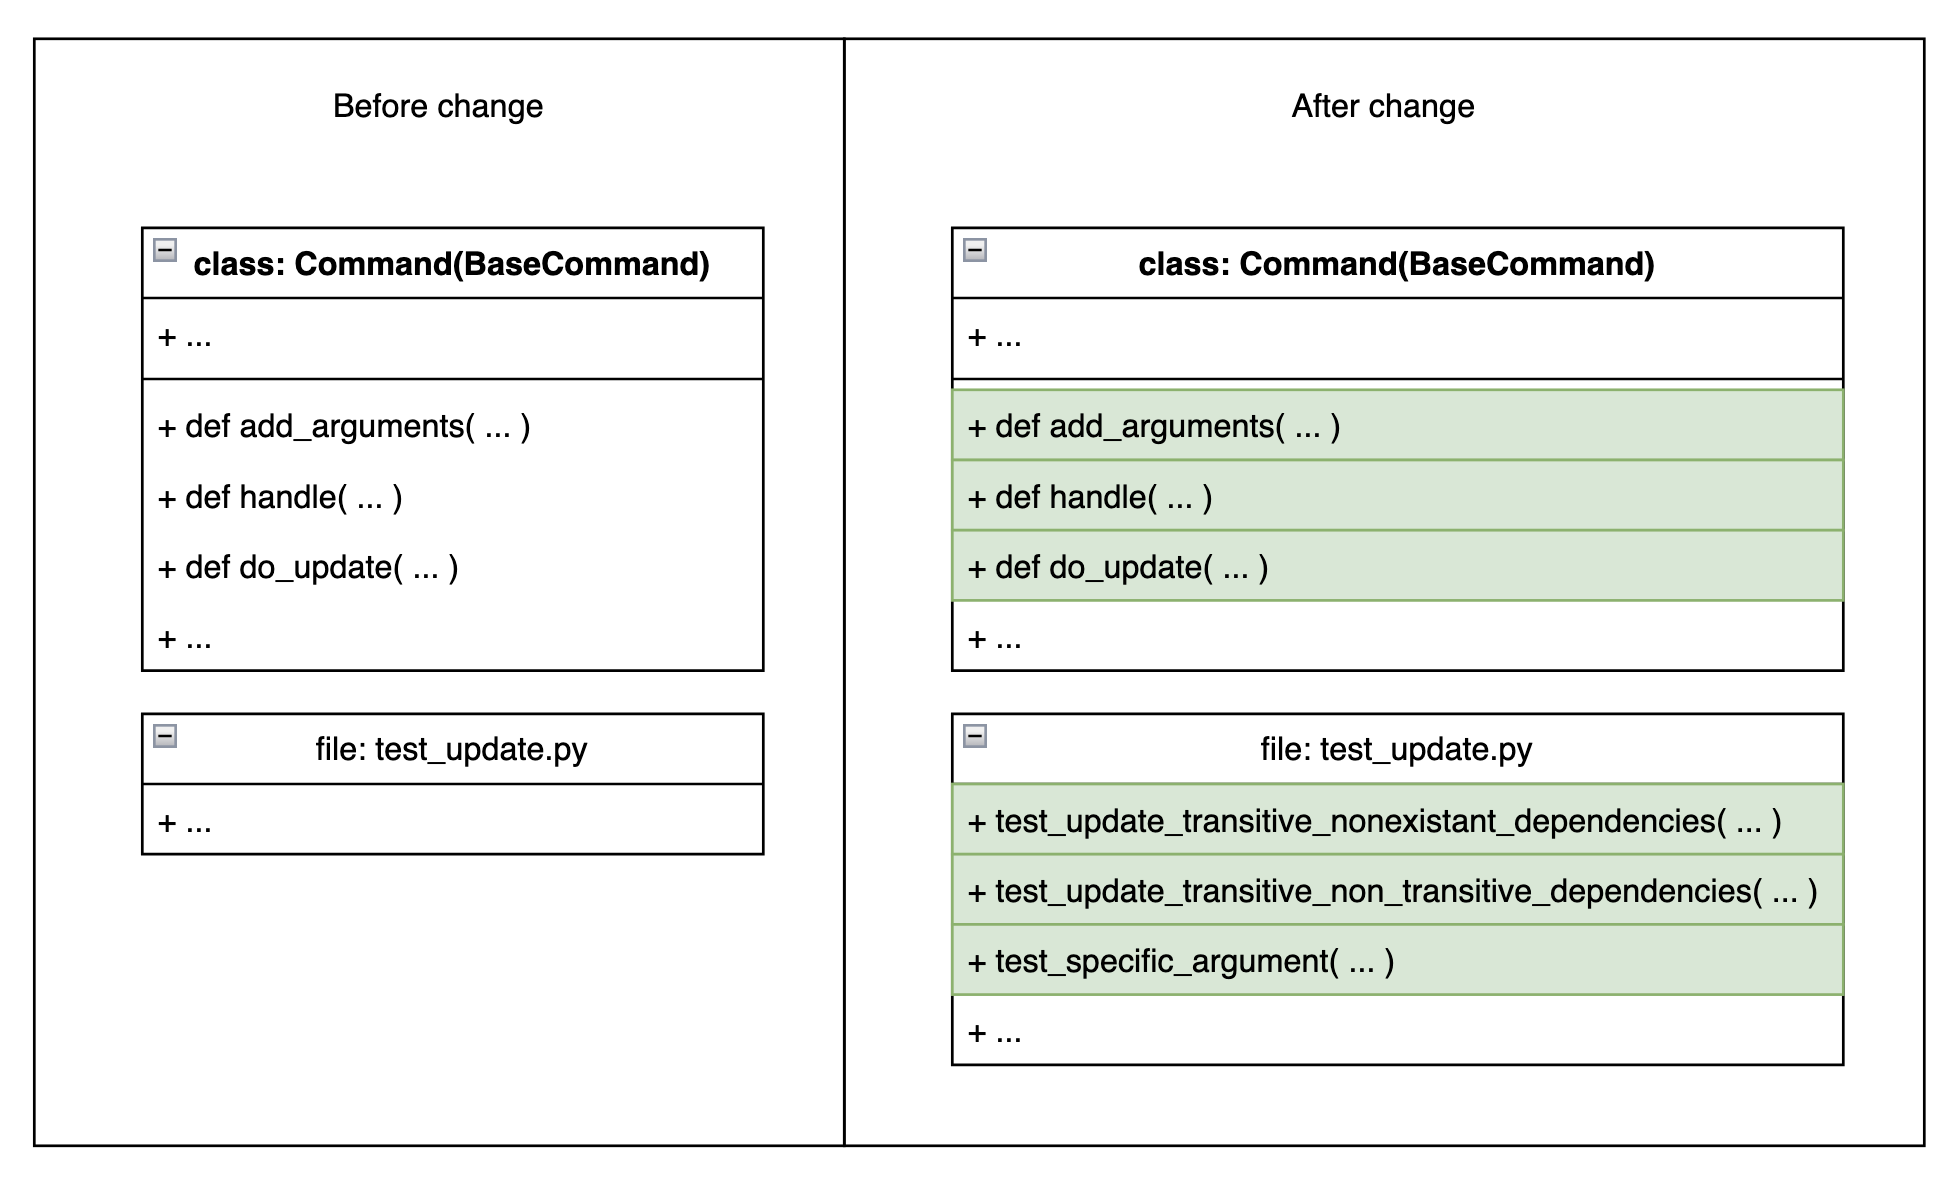 Before change
class: Command(BaseCommand)
+ ...
+ def add_arguments( ... )
+ def handle( ... )
+ def do_update( ... )
+ ...
file: test_update.py
+ ...
After change
class: Command(BaseCommand)
+ ...
+ def add_arguments( ... )
+ def handle( ... )
+ def do_update( ... )
+ ...
file: test_update.py
+ test_update_transitive_nonexistant_dependencies( ... )
+ test_update_transitive_non_transitive_dependencies( ... )
+ test_specific_argument( ... )
+ ...